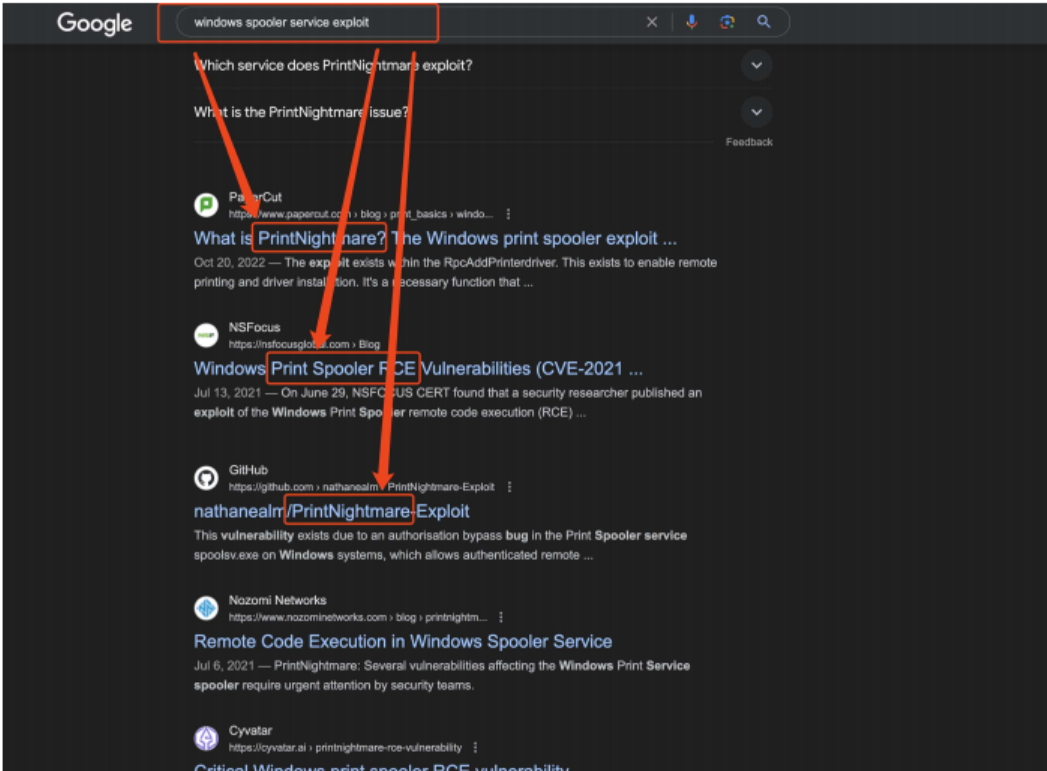 Google
windows spooler service exploit
Which service does PrintNightmare exploit?
What is the PrintNightmare issue?
Feedback
PaperCut
https://www.papercut.com › blog › print_basics › windo...
What is PrintNightmare? The Windows print spooler exploit ...
Oct 20, 2022 — The exploit exists within the RpcAddPrinterdriver. This exists to enable remote
printing and driver installation. It's a necessary function that ...
NSFocus
https://nsfocusglobal.com › Blog
Windows Print Spooler RCE Vulnerabilities (CVE-2021 ...
Jul 13, 2021 — On June 29, NSFOCUS CERT found that a security researcher published an
exploit of the Windows Print Spooler remote code execution (RCE) ...
GitHub
https://github.com › nathanealm › PrintNightmare-Exploit
nathanealm/PrintNightmare-Exploit
This vulnerability exists due to an authorisation bypass bug in the Print Spooler service
spoolsv.exe on Windows systems, which allows authenticated remote ...
Nozomi Networks
https://www.nozominetworks.com › blog › printnightm...
Remote Code Execution in Windows Spooler Service
Jul 6, 2021 — PrintNightmare: Several vulnerabilities affecting the Windows Print Service
spooler require urgent attention by security teams.
Cyvatar
https://cyvatar.ai › printnightmare-rce-vulnerability
Critical Windows print spooler RCE vulnerability